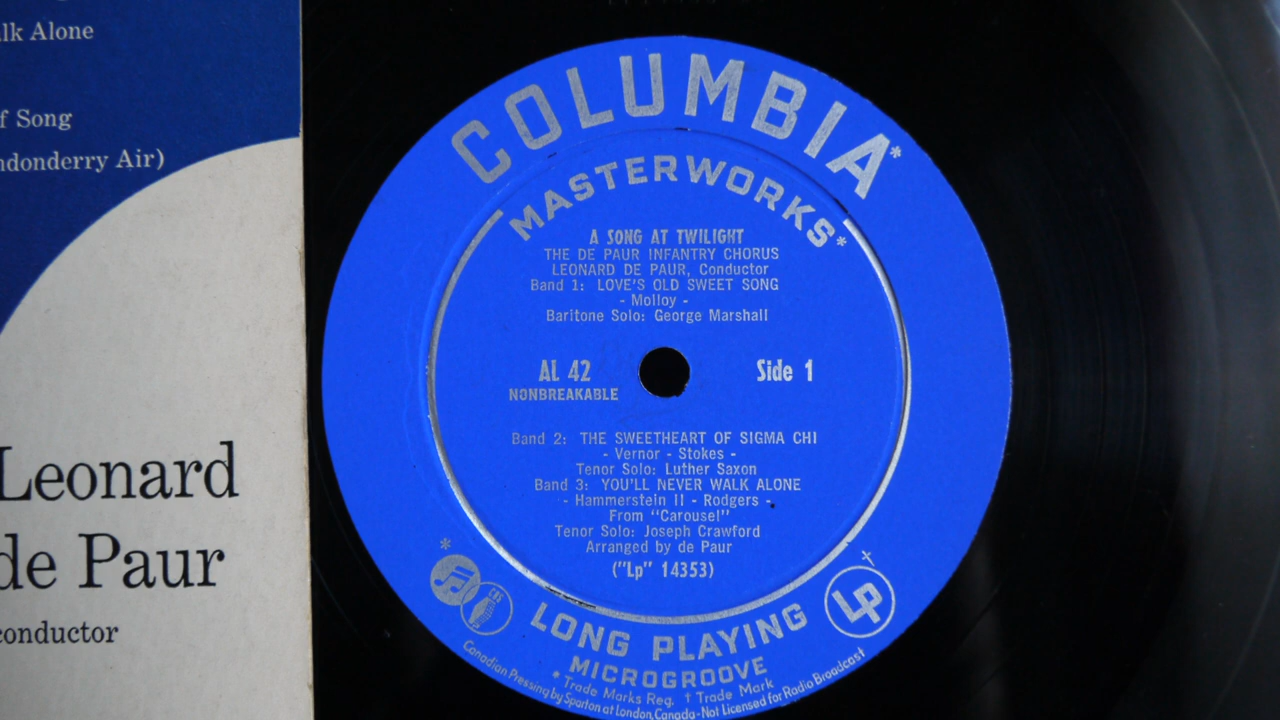 lk Alone
f Song
ndonderry Air)
Leonard
de Paur
conductor
COLUMBIA*
MASTERWORKS*
A SONG AT TWILIGHT
THE DE PAUR INFANTRY CHORUS
LEONARD DE PAUR, Conductor
Band 1: LOVE'S OLD SWEET SONG
- Molloy -
Baritone Solo: George Marshall
AL 42 Side 1
NONBREAKABLE
Band 2: THE SWEETHEART OF SIGMA CHI
- Vernor - Stokes -
Tenor Solo: Luther Saxon
Band 3: YOU'LL NEVER WALK ALONE
- Hammerstein II - Rodgers -
From "Carousel"
Tenor Solo: Joseph Crawford
Arranged by de Paur
("Lp" 14353)
* CBS
LONG PLAYING
† Lp
MICROGROOVE
* Trade Marks Reg. † Trade Mark
Canadian Pressing by Sparton at London, Canada - Not Licensed for Radio Broadcast